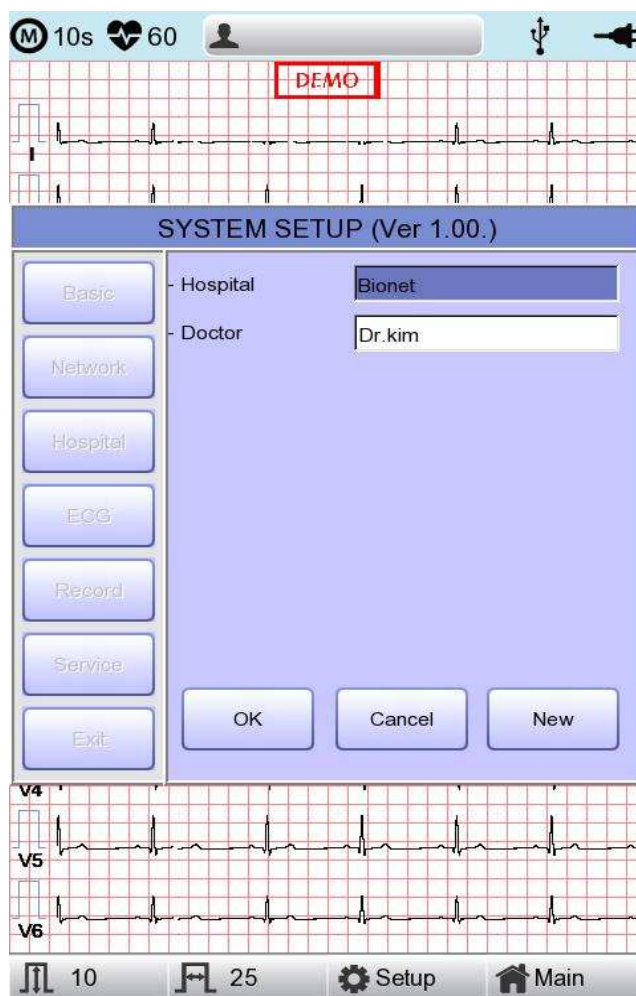 M 10s 60
DEMO
I
SYSTEM SETUP (Ver 1.00.)
Basic
- Hospital Bionet
- Doctor Dr.kim
Network
Hospital
ECG
Record
Service
Exit
OK Cancel New
V4
V5
V6
10 25 Setup Main